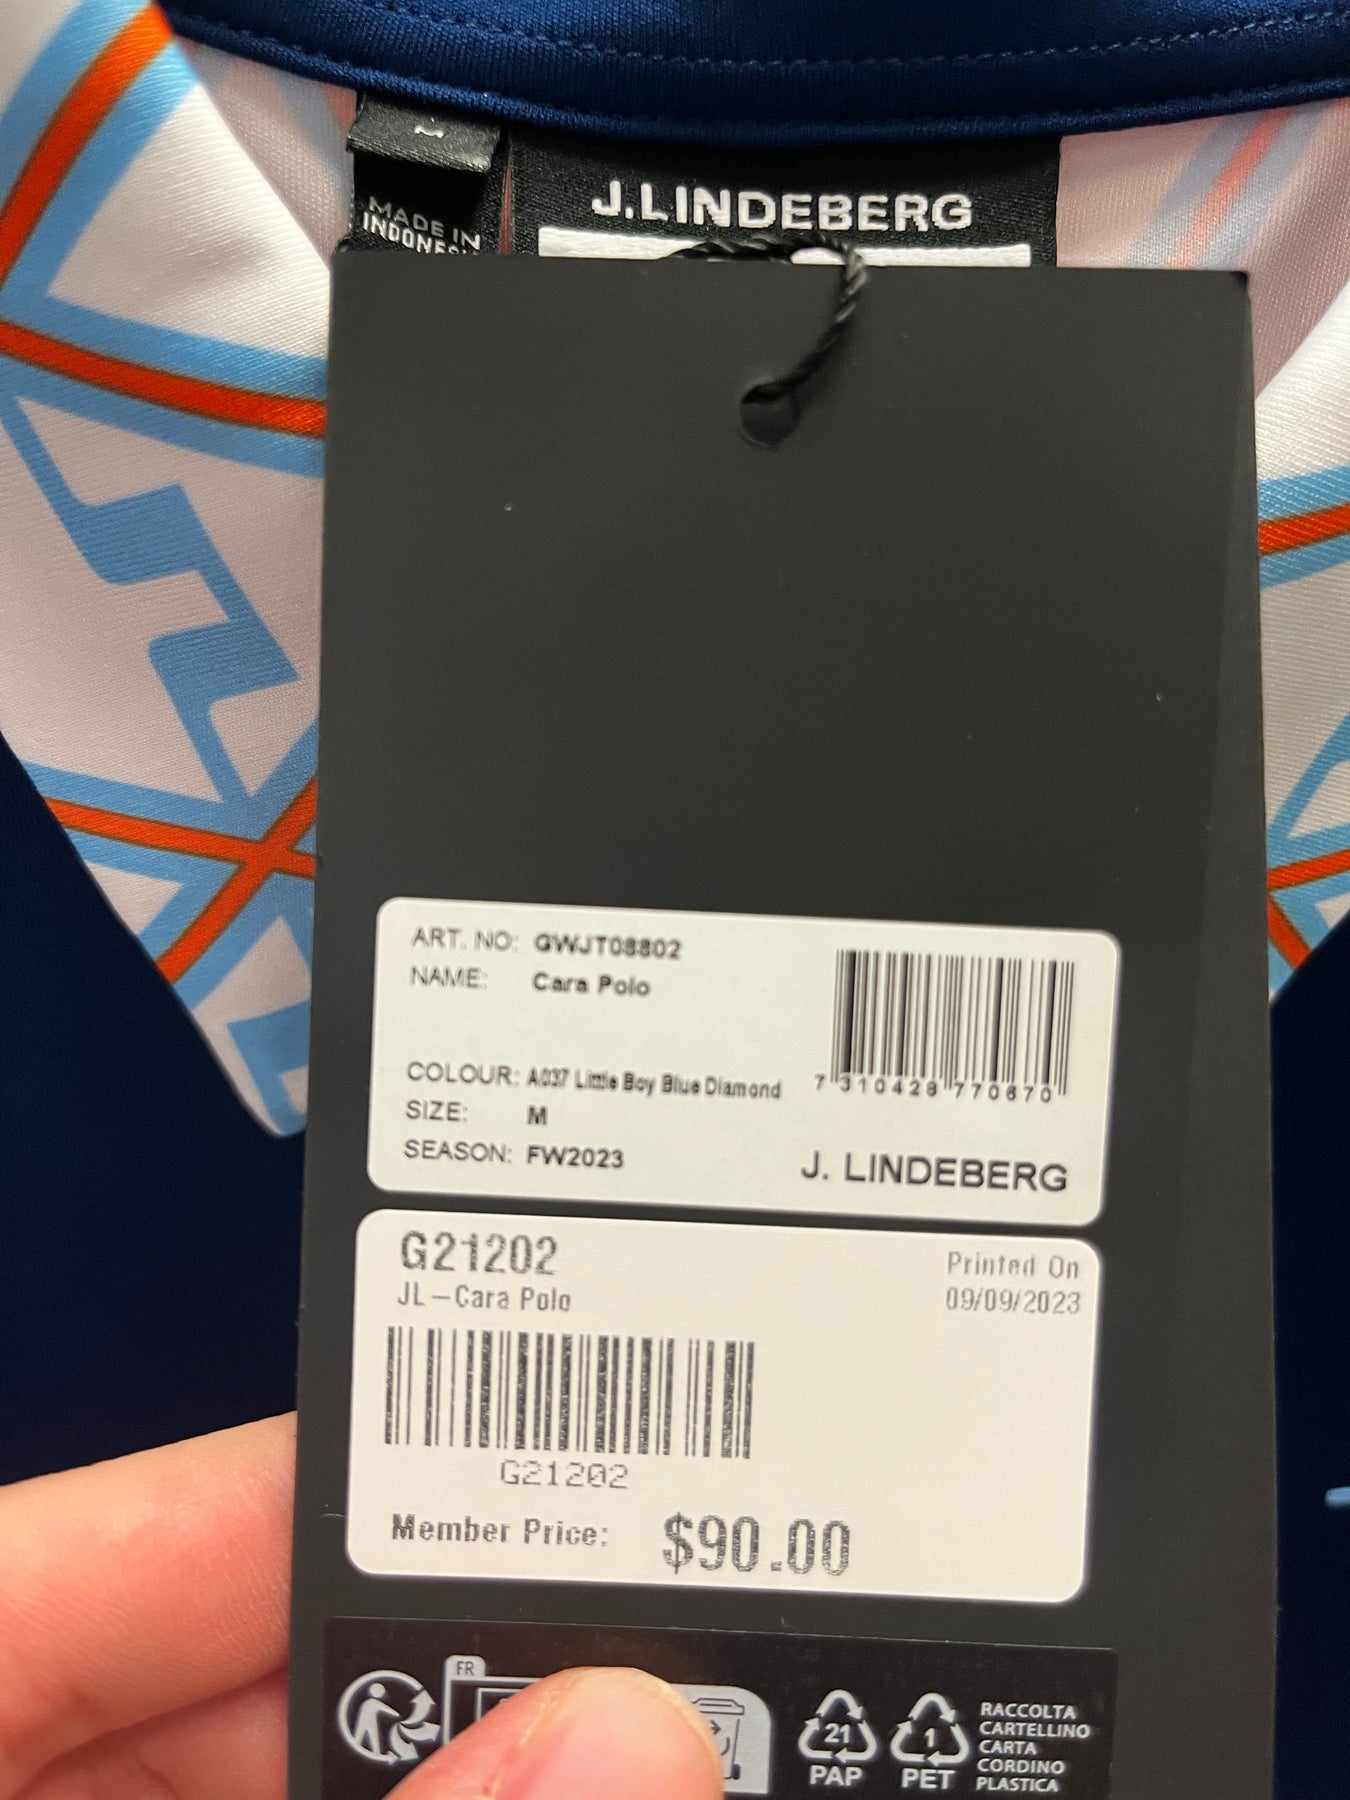 MADE IN
J.LINDEBERG
ART. NO: GWJT08802
NAME: Cara Polo
COLOUR: A037 Little Boy Blue Diamond
SIZE: M
SEASON: FW2023
7 310428 770670
J. LINDEBERG
G21202
JL-Cara Polo
Printed On
09/09/2023
G21202
Member Price: $90.00
FR
21
PAP
1
PET
RACCOLTA
CARTELLINO
CARTA
CORDINO
PLASTICA